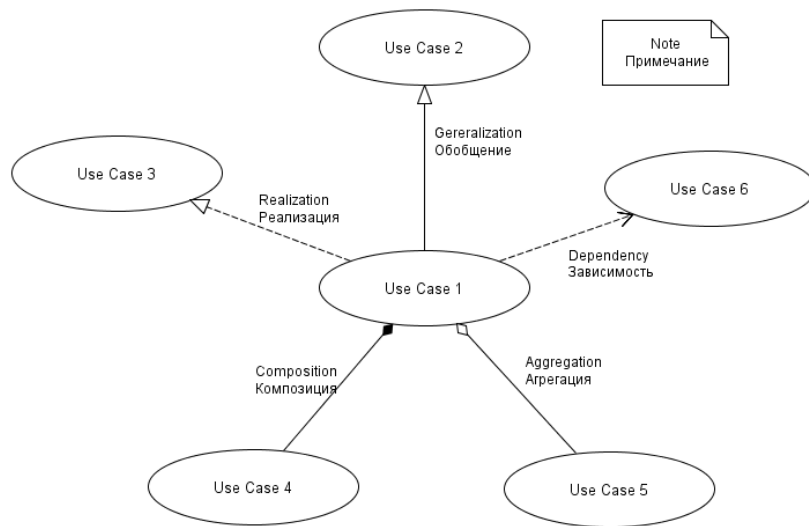 Use Case 2
Note
Примечание
Gereralization
Обобщение
Use Case 3
Use Case 6
Realization
Реализация
Dependency
Зависимость
Use Case 1
Composition
Композиция
Aggregation
Агрегация
Use Case 4
Use Case 5